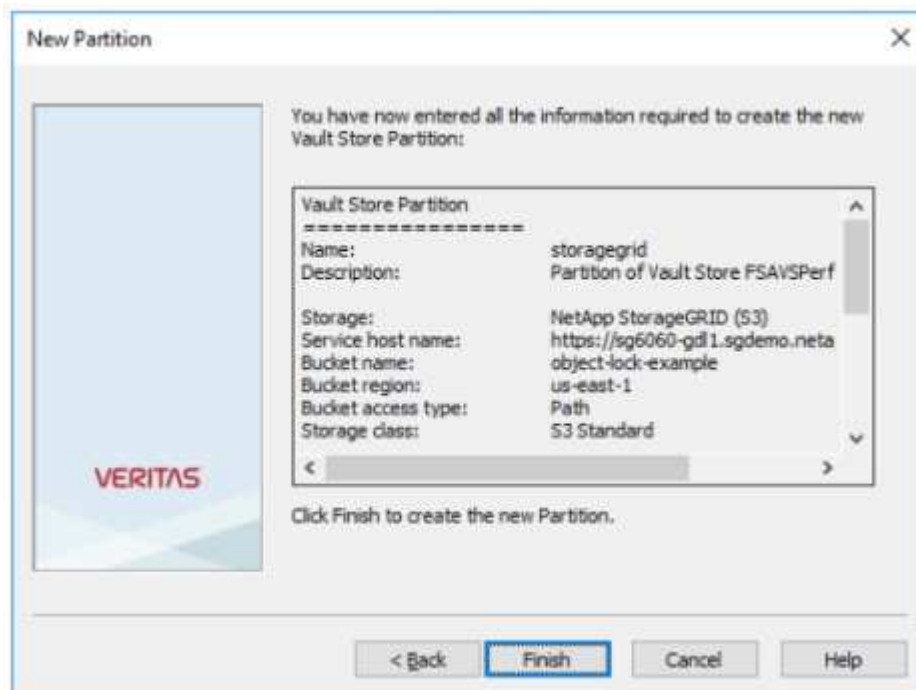 New Partition
You have now entered all the information required to create the new
Vault Store Partition:
Vault Store Partition
=================
Name: storagegrid
Description: Partition of Vault Store FSAVSPerf
Storage: NetApp StorageGRID (S3)
Service host name: https://sg6060-gdl1.sgdemo.neta
Bucket name: object-lock-example
Bucket region: us-east-1
Bucket access type: Path
Storage class: S3 Standard
VERITAS
Click Finish to create the new Partition.
< Back Finish Cancel Help